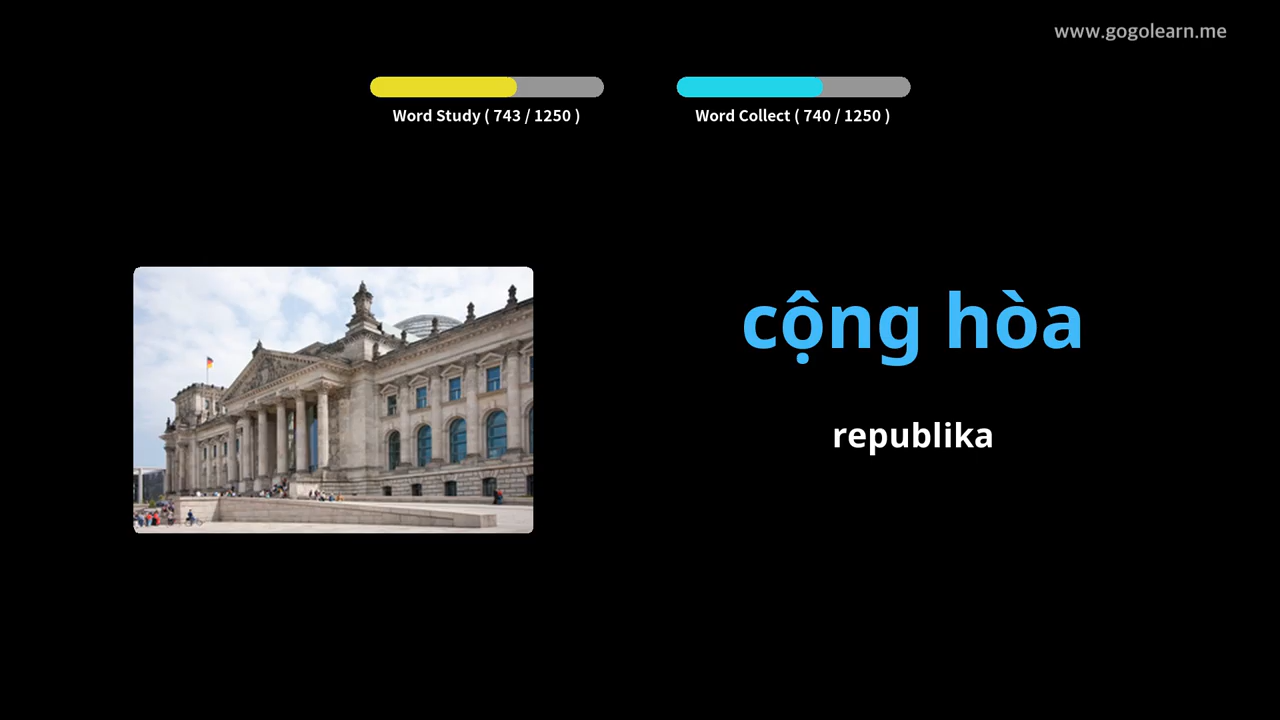 www.gogolearn.me
Word Study ( 743 / 1250 )
Word Collect ( 740 / 1250 )
cộng hòa
republika